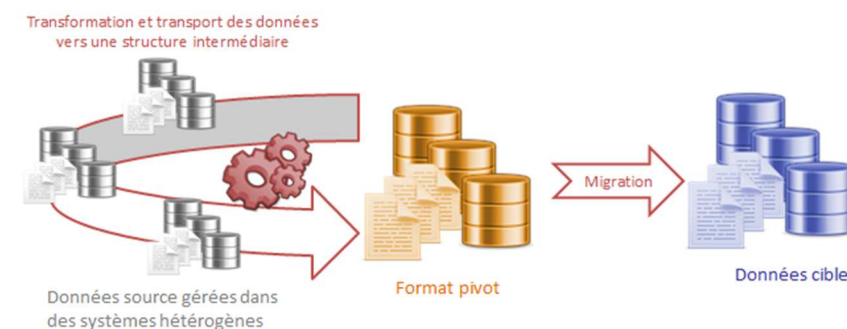 Transformation et transport des données
vers une structure intermédiaire
Migration
Format pivot
Données cible
Données source gérées dans
des systèmes hétérogènes